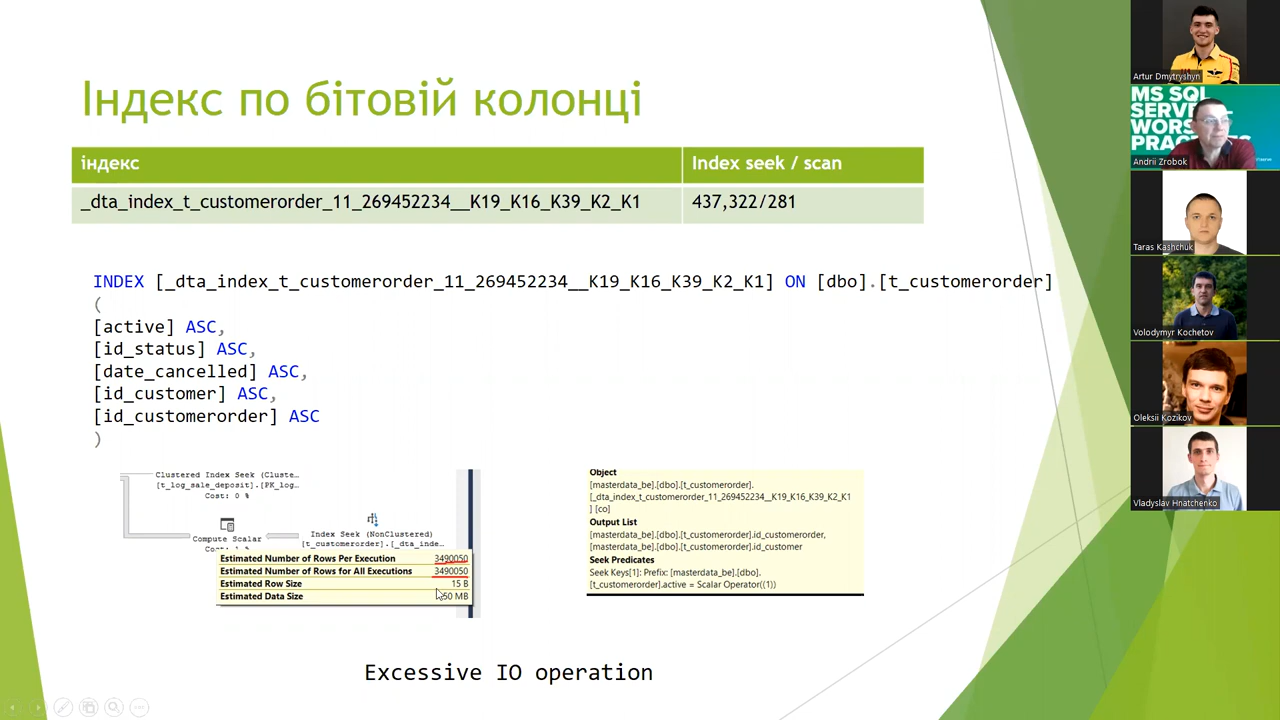 Індекс по бітовій колонці
індекс
Index seek / scan
_dta_index_t_customerorder_11_269452234__K19_K16_K39_K2_K1
437,322/281
INDEX [_dta_index_t_customerorder_11_269452234__K19_K16_K39_K2_K1] ON [dbo].[t_customerorder]
(
[active] ASC,
[id_status] ASC,
[date_cancelled] ASC,
[id_customer] ASC,
[id_customerorder] ASC
)
Clustered Index Seek (Cluste…
[t_log_sale_deposit].[PK_log…
Cost: 0 %
Compute Scalar
Index Seek (NonClustered)
[t_customerorder].[_dta_inde…
Estimated Number of Rows Per Execution 3490050
Estimated Number of Rows for All Executions 3490050
Estimated Row Size 15 B
Estimated Data Size 50 MB
Object
[masterdata_be].[dbo].[t_customerorder].
[_dta_index_t_customerorder_11_269452234__K19_K16_K39_K2_K1
] [co]
Output List
[masterdata_be].[dbo].[t_customerorder].id_customerorder,
[masterdata_be].[dbo].[t_customerorder].id_customer
Seek Predicates
Seek Keys[1]: Prefix: [masterdata_be].[dbo].
[t_customerorder].active = Scalar Operator((1))
Excessive IO operation
Artur Dmytryshyn
MS SQL
SERVE
WORS
PRACTICES
Andrii Zrobok
Taras Kashchuk
Volodymyr Kochetov
Oleksii Kozikov
Vladyslav Hnatchenko